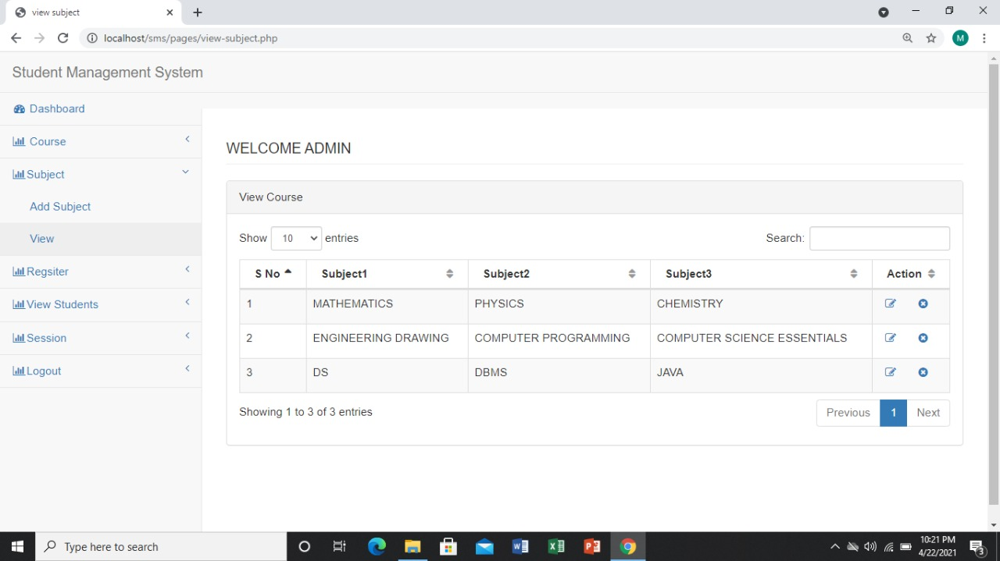 view subject
localhost/sms/pages/view-subject.php
M
Student Management System
Dashboard
Course
Subject
Add Subject
View
Regsiter
View Students
Session
Logout
WELCOME ADMIN
View Course
Show 10 entries Search:
S No Subject1 Subject2 Subject3 Action
1 MATHEMATICS PHYSICS CHEMISTRY
2 ENGINEERING DRAWING COMPUTER PROGRAMMING COMPUTER SCIENCE ESSENTIALS
3 DS DBMS JAVA
Showing 1 to 3 of 3 entries Previous 1 Next
Type here to search
10:21 PM
4/22/2021
3